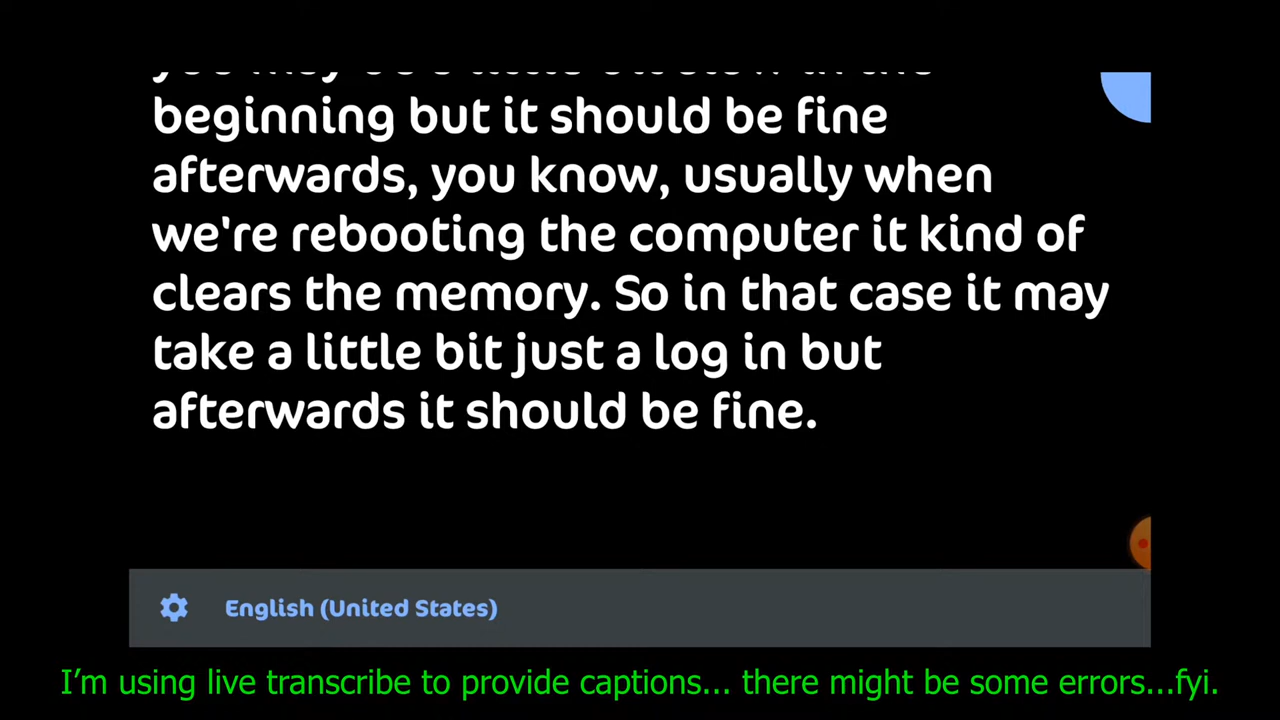 beginning but it should be fine
afterwards, you know, usually when
we're rebooting the computer it kind of
clears the memory. So in that case it may
take a little bit just a log in but
afterwards it should be fine.
English (United States)
I'm using live transcribe to provide captions... there might be some errors...fyi.